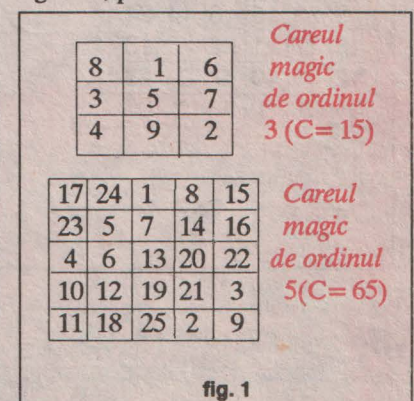 8 1 6
3 5 7
4 9 2
Careul
magic
de ordinul
3 (C= 15)
17 24 1 8 15
23 5 7 14 16
4 6 13 20 22
10 12 19 21 3
11 18 25 2 9
Careul
magic
de ordinul
5(C= 65)
fig. 1